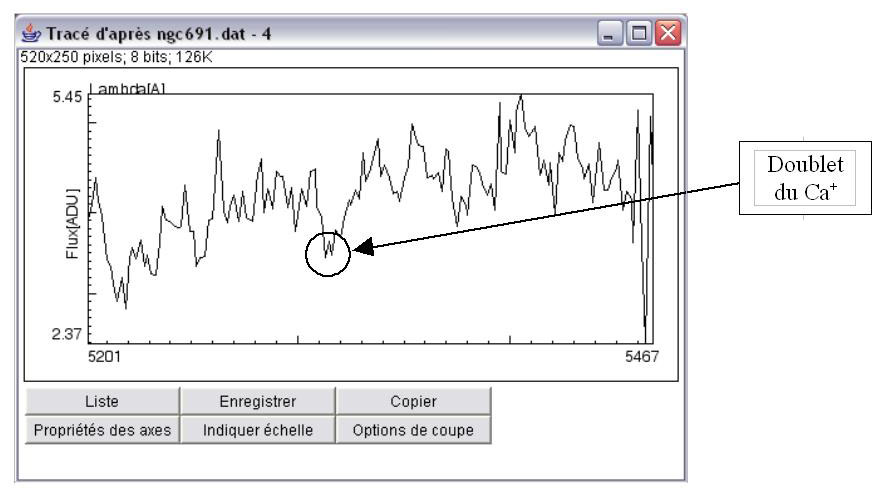 Tracé d'après ngc691.dat - 4
520x250 pixels; 8 bits; 126K
Lambda[A]
5.45
Flux[ADU]
2.37
5201
5467
Doublet
du Ca+
Liste
Enregistrer
Copier
Propriétés des axes
Indiquer échelle
Options de coupe